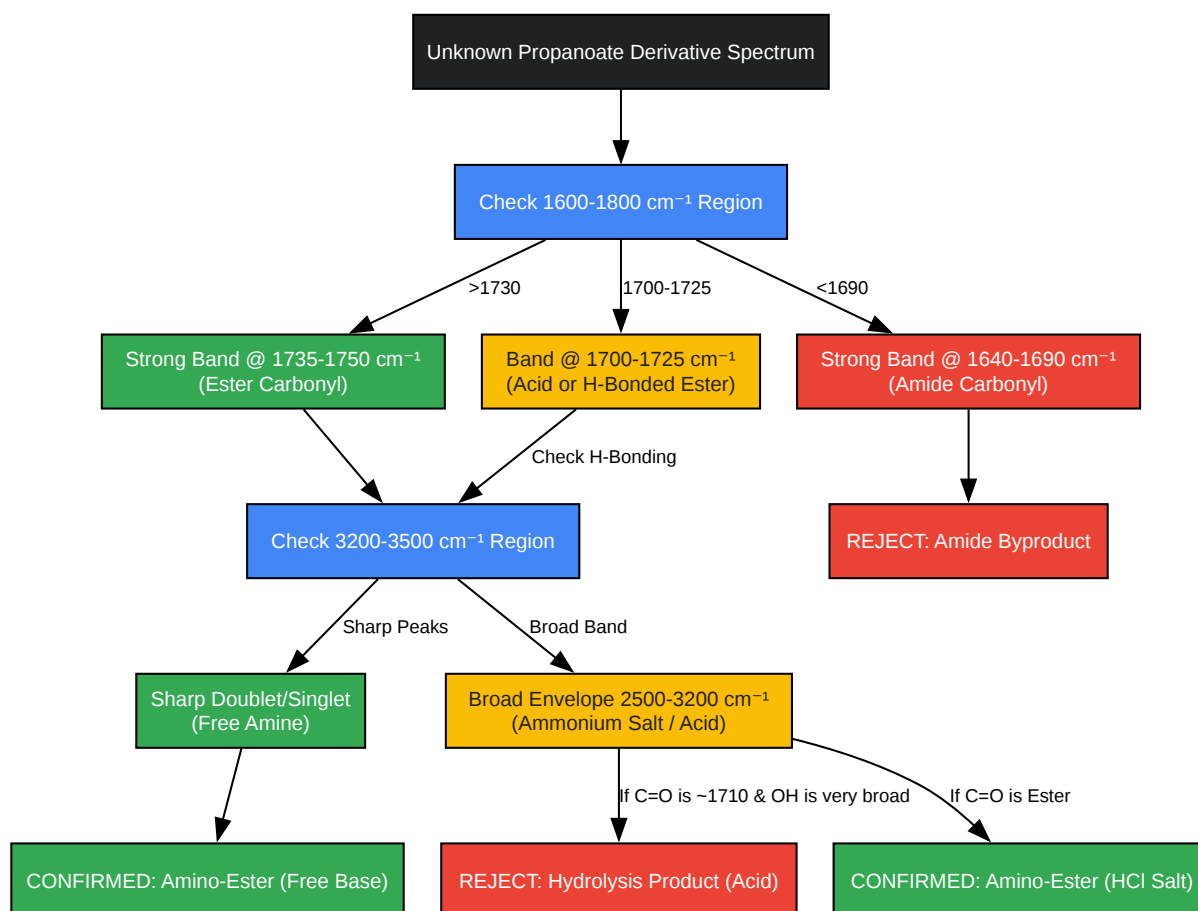 Unknown Propanoate Derivative Spectrum
Check 1600-1800 cm⁻¹ Region
>1730
1700-1725
<1690
Strong Band @ 1735-1750 cm⁻¹
(Ester Carbonyl)
Band @ 1700-1725 cm⁻¹
(Acid or H-Bonded Ester)
Strong Band @ 1640-1690 cm⁻¹
(Amide Carbonyl)
Check H-Bonding
Check 3200-3500 cm⁻¹ Region
REJECT: Amide Byproduct
Sharp Peaks
Broad Band
Sharp Doublet/Singlet
(Free Amine)
Broad Envelope 2500-3200 cm⁻¹
(Ammonium Salt / Acid)
If C=O is ~1710 & OH is very broad
If C=O is Ester
CONFIRMED: Amino-Ester (Free Base)
REJECT: Hydrolysis Product (Acid)
CONFIRMED: Amino-Ester (HCl Salt)